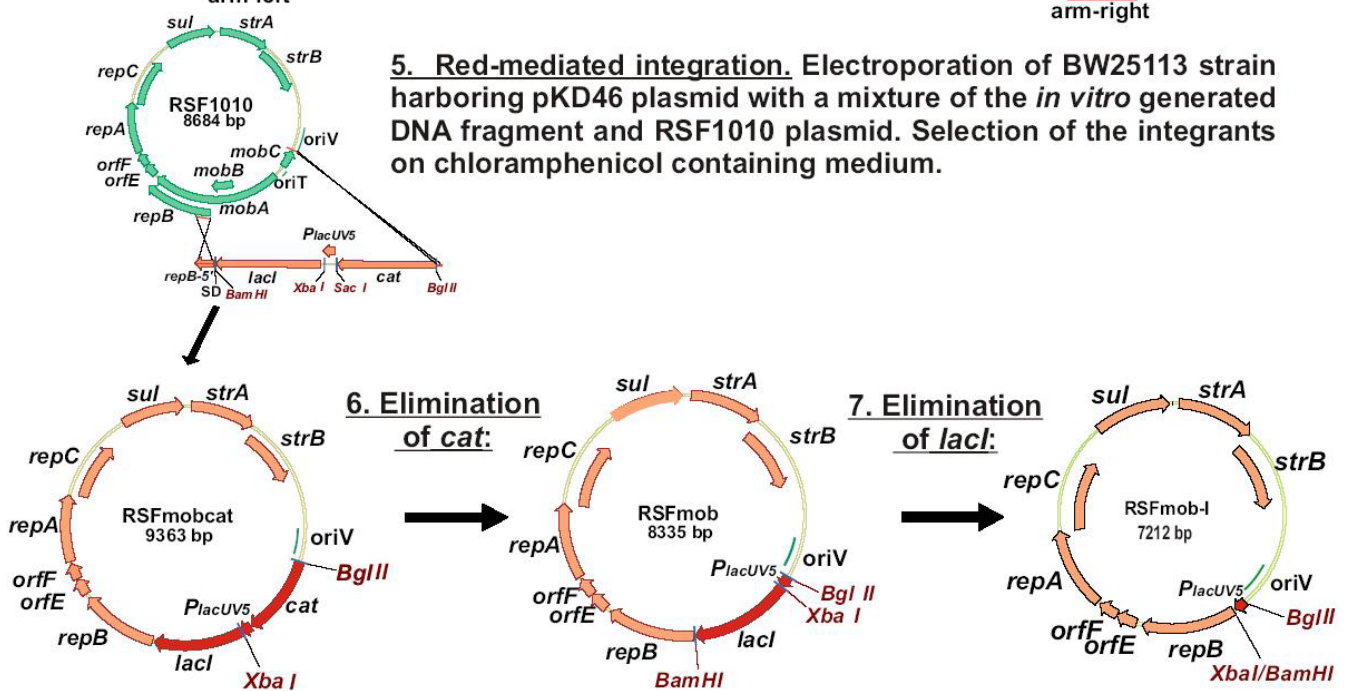 arm-left
arm-right
5. Red-mediated integration. Electroporation of BW25113 strain
harboring pKD46 plasmid with a mixture of the in vitro generated
DNA fragment and RSF1010 plasmid. Selection of the integrants
on chloramphenicol containing medium.
sul
strA
strB
repC
RSF1010
8684 bp
repA
oriV
orfF
mobC
orfE
mobB
oriT
repB
mobA
PlacUV5
repB-5'
lacI
cat
SD
BamHI
Xba I
Sac I
Bgl II
6. Elimination
of cat:
7. Elimination
of lacI:
sul
strA
strB
repC
RSFmobcat
9363 bp
repA
oriV
orfF
orfE
BglII
PlacUV5
cat
repB
lacI
Xba I
sul
strA
strB
repC
RSFmob
8335 bp
repA
oriV
PlacUV5
orfF
orfE
Bgl II
Xba I
repB
lacI
BamHI
sul
strA
strB
repC
RSFmob-I
7212 bp
repA
PlacUV5
oriV
orfF
orfE
repB
BglII
XbaI/BamHI